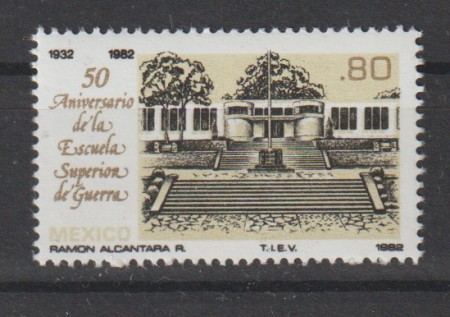 1932 1982
50
Aniversario
de la
Escuela
Superior
de Guerra
.80
MEXICO
RAMON ALCANTARA R. T.I.E.V. 1982